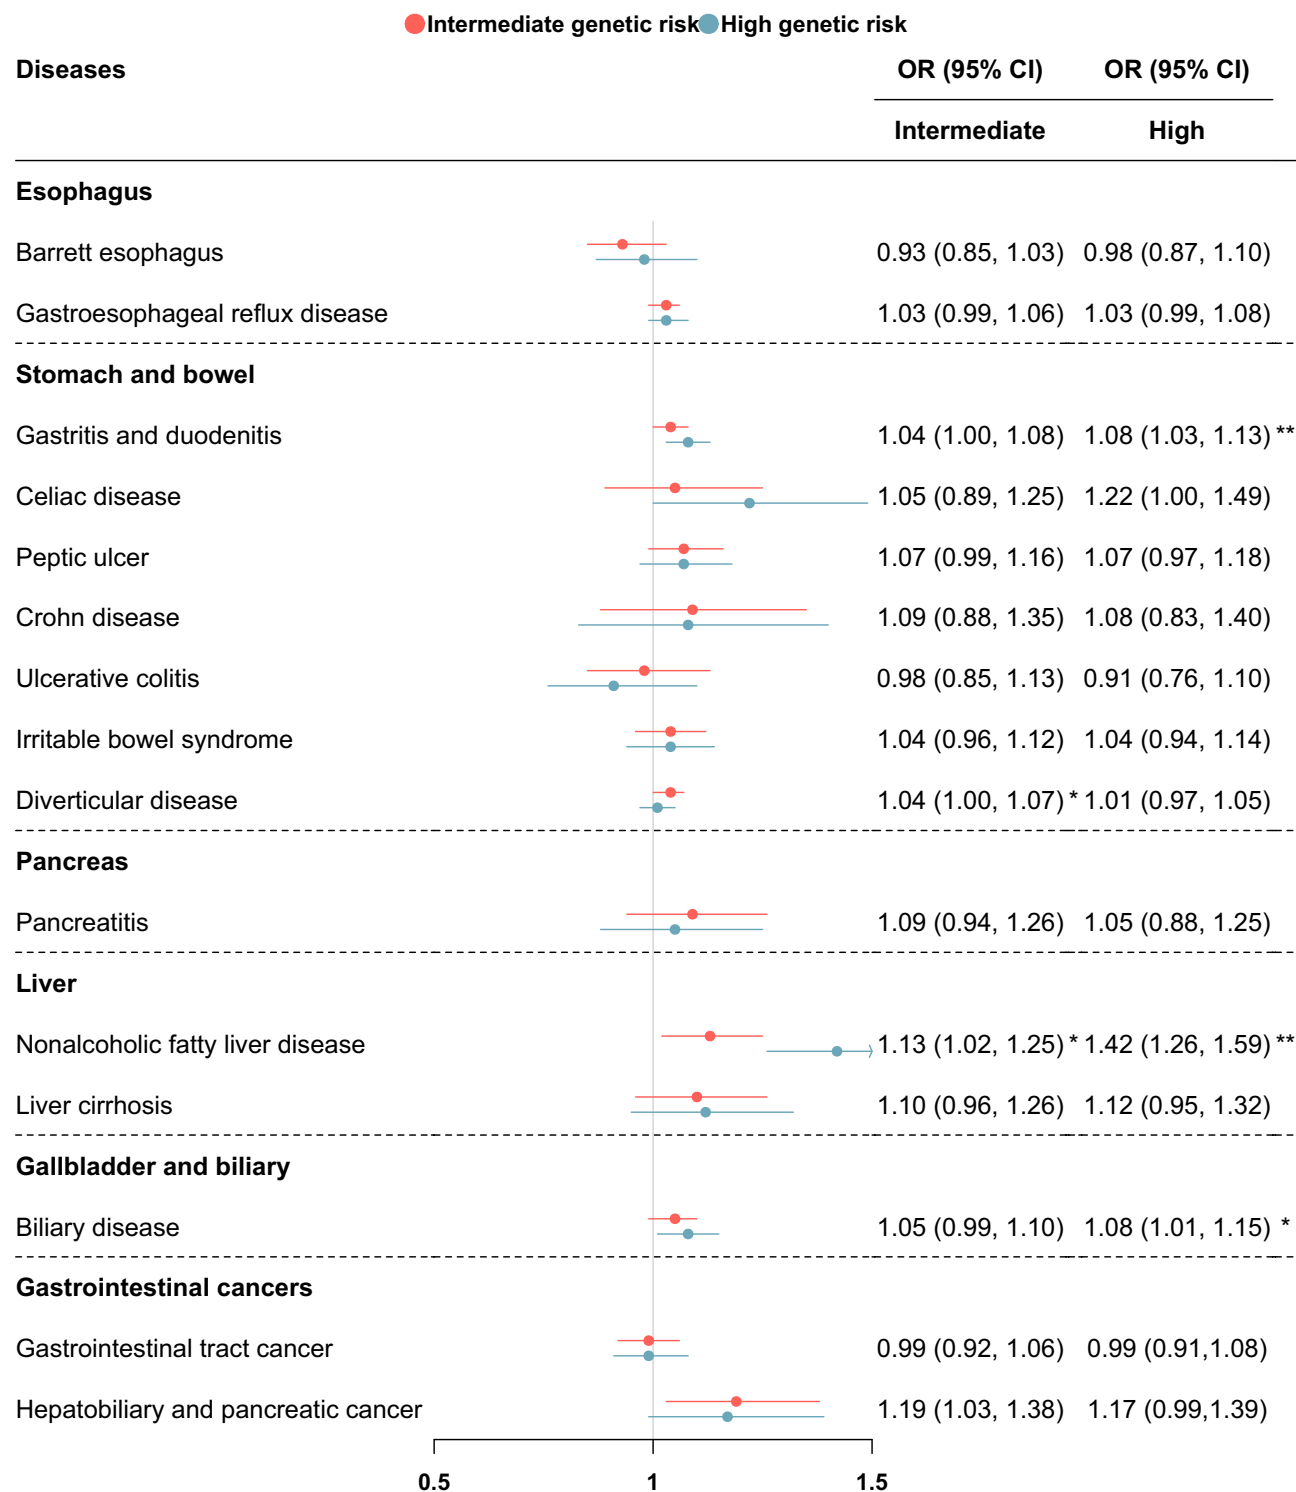 Intermediate genetic risk High genetic risk
Diseases OR (95% CI) OR (95% CI)
Intermediate High
Esophagus
Barrett esophagus 0.93 (0.85, 1.03) 0.98 (0.87, 1.10)
Gastroesophageal reflux disease 1.03 (0.99, 1.06) 1.03 (0.99, 1.08)
Stomach and bowel
Gastritis and duodenitis 1.04 (1.00, 1.08) 1.08 (1.03, 1.13) **
Celiac disease 1.05 (0.89, 1.25) 1.22 (1.00, 1.49)
Peptic ulcer 1.07 (0.99, 1.16) 1.07 (0.97, 1.18)
Crohn disease 1.09 (0.88, 1.35) 1.08 (0.83, 1.40)
Ulcerative colitis 0.98 (0.85, 1.13) 0.91 (0.76, 1.10)
Irritable bowel syndrome 1.04 (0.96, 1.12) 1.04 (0.94, 1.14)
Diverticular disease 1.04 (1.00, 1.07) * 1.01 (0.97, 1.05)
Pancreas
Pancreatitis 1.09 (0.94, 1.26) 1.05 (0.88, 1.25)
Liver
Nonalcoholic fatty liver disease 1.13 (1.02, 1.25) * 1.42 (1.26, 1.59) **
Liver cirrhosis 1.10 (0.96, 1.26) 1.12 (0.95, 1.32)
Gallbladder and biliary
Biliary disease 1.05 (0.99, 1.10) 1.08 (1.01, 1.15) *
Gastrointestinal cancers
Gastrointestinal tract cancer 0.99 (0.92, 1.06) 0.99 (0.91,1.08)
Hepatobiliary and pancreatic cancer 1.19 (1.03, 1.38) 1.17 (0.99,1.39)
0.5 1 1.5